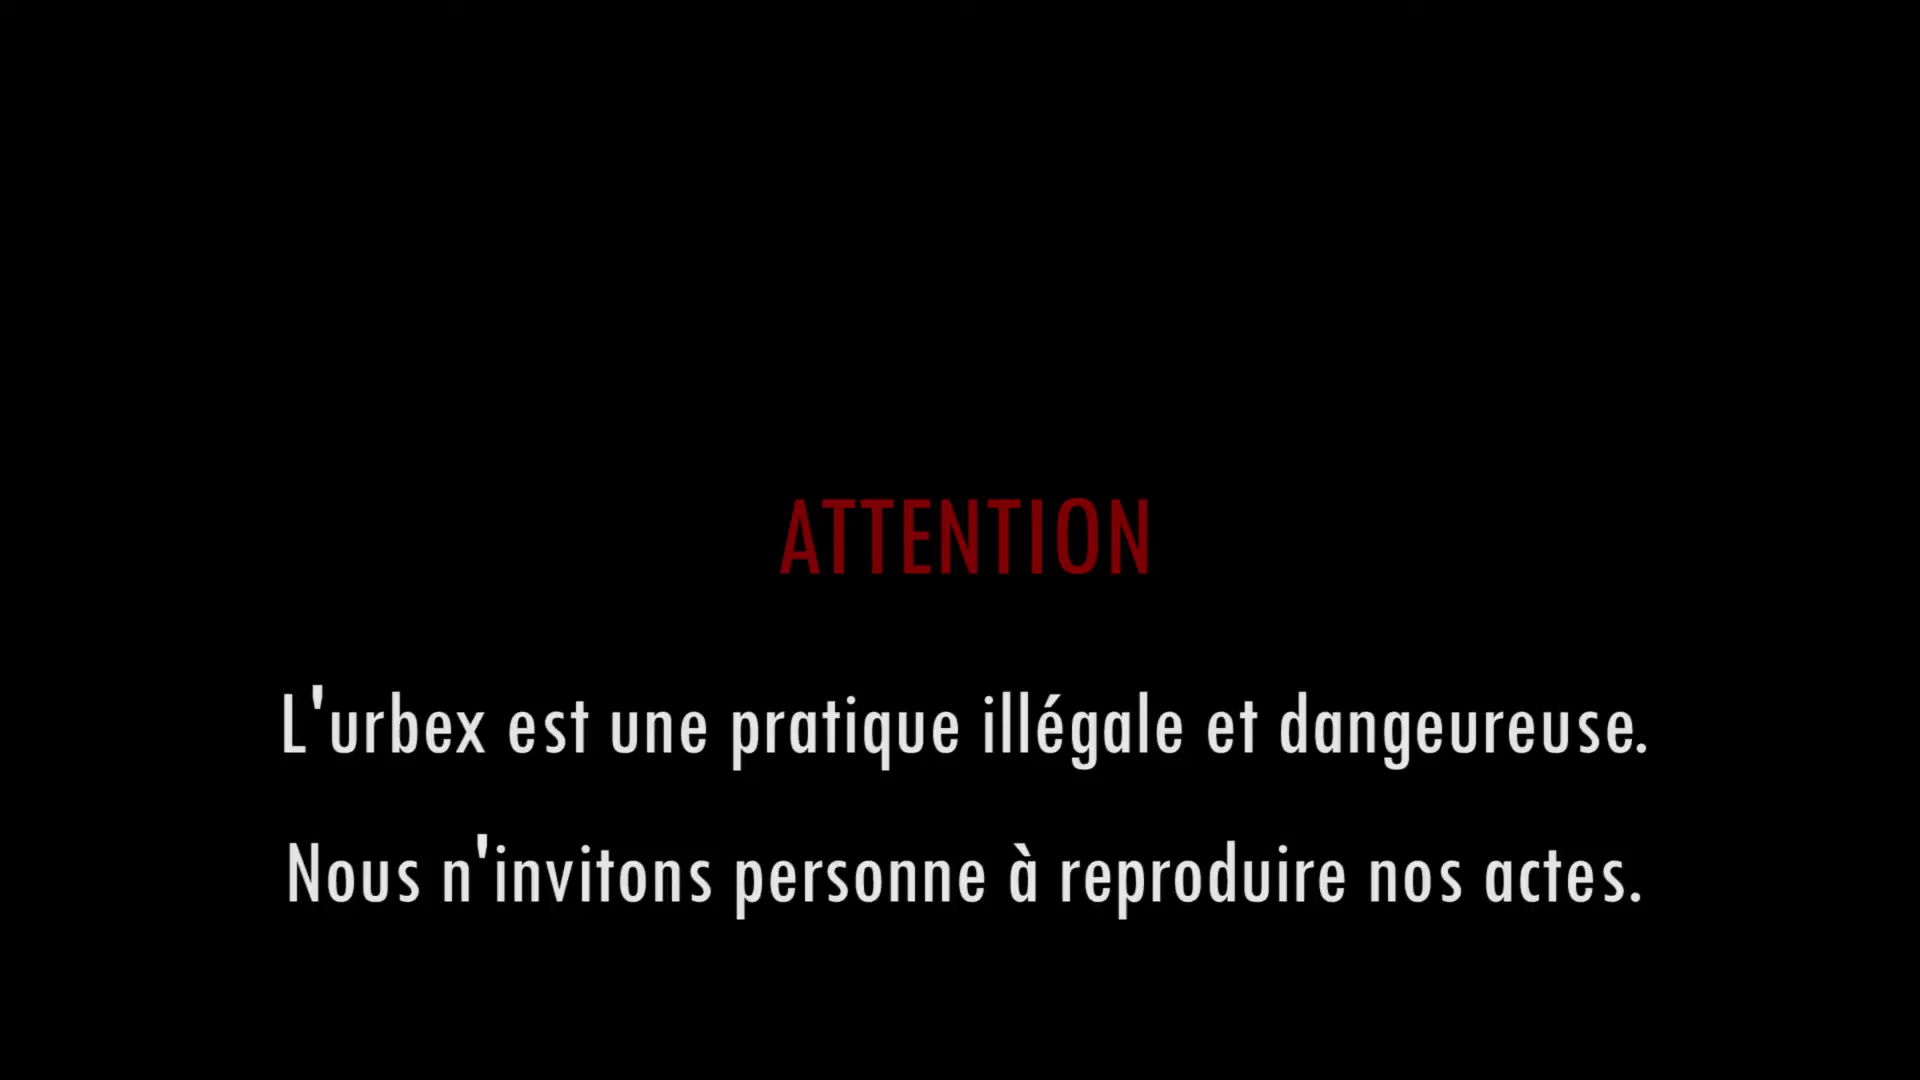 ATTENTION
L'urbex est une pratique illégale et dangeureuse.
Nous n'invitons personne à reproduire nos actes.